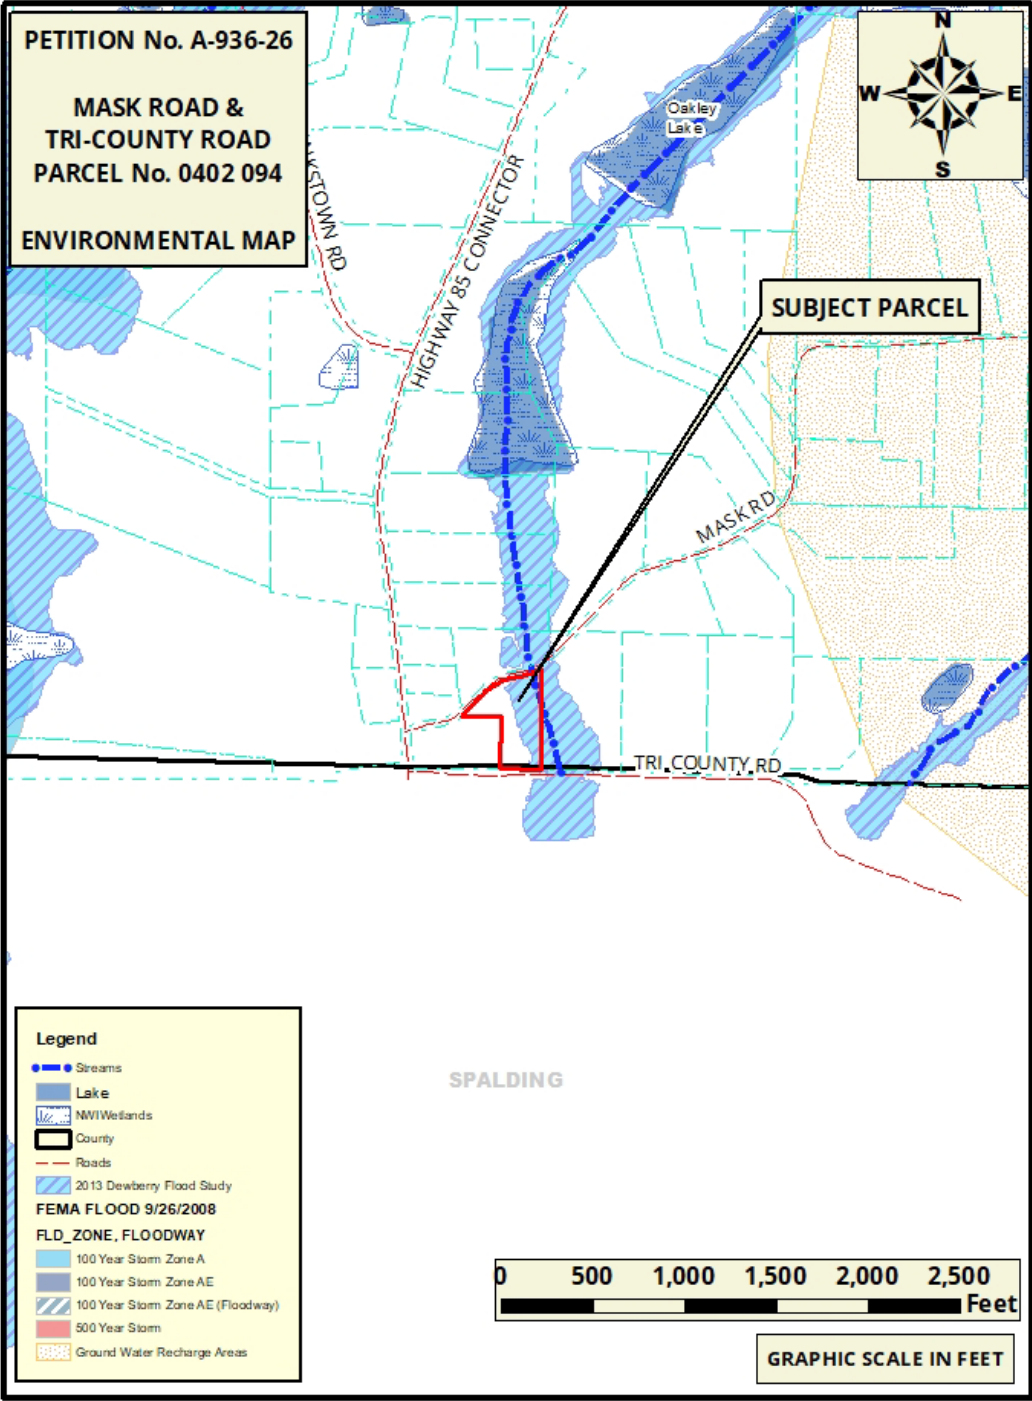 PETITION No. A-936-26
MASK ROAD &
TRI-COUNTY ROAD
PARCEL No. 0402 094
ENVIRONMENTAL MAP
N
W E
S
Oakley
Lake
HIGHWAY 85 CONNECTOR
SUBJECT PARCEL
MASK RD
TRI COUNTY RD
SPALDING
Legend
Streams
Lake
NWI Wetlands
County
Roads
2013 Dewberry Flood Study
FEMA FLOOD 9/26/2008
FLD_ZONE, FLOODWAY
100 Year Storm Zone A
100 Year Storm Zone AE
100 Year Storm Zone AE (Floodway)
500 Year Storm
Ground Water Recharge Areas
0 500 1,000 1,500 2,000 2,500
Feet
GRAPHIC SCALE IN FEET